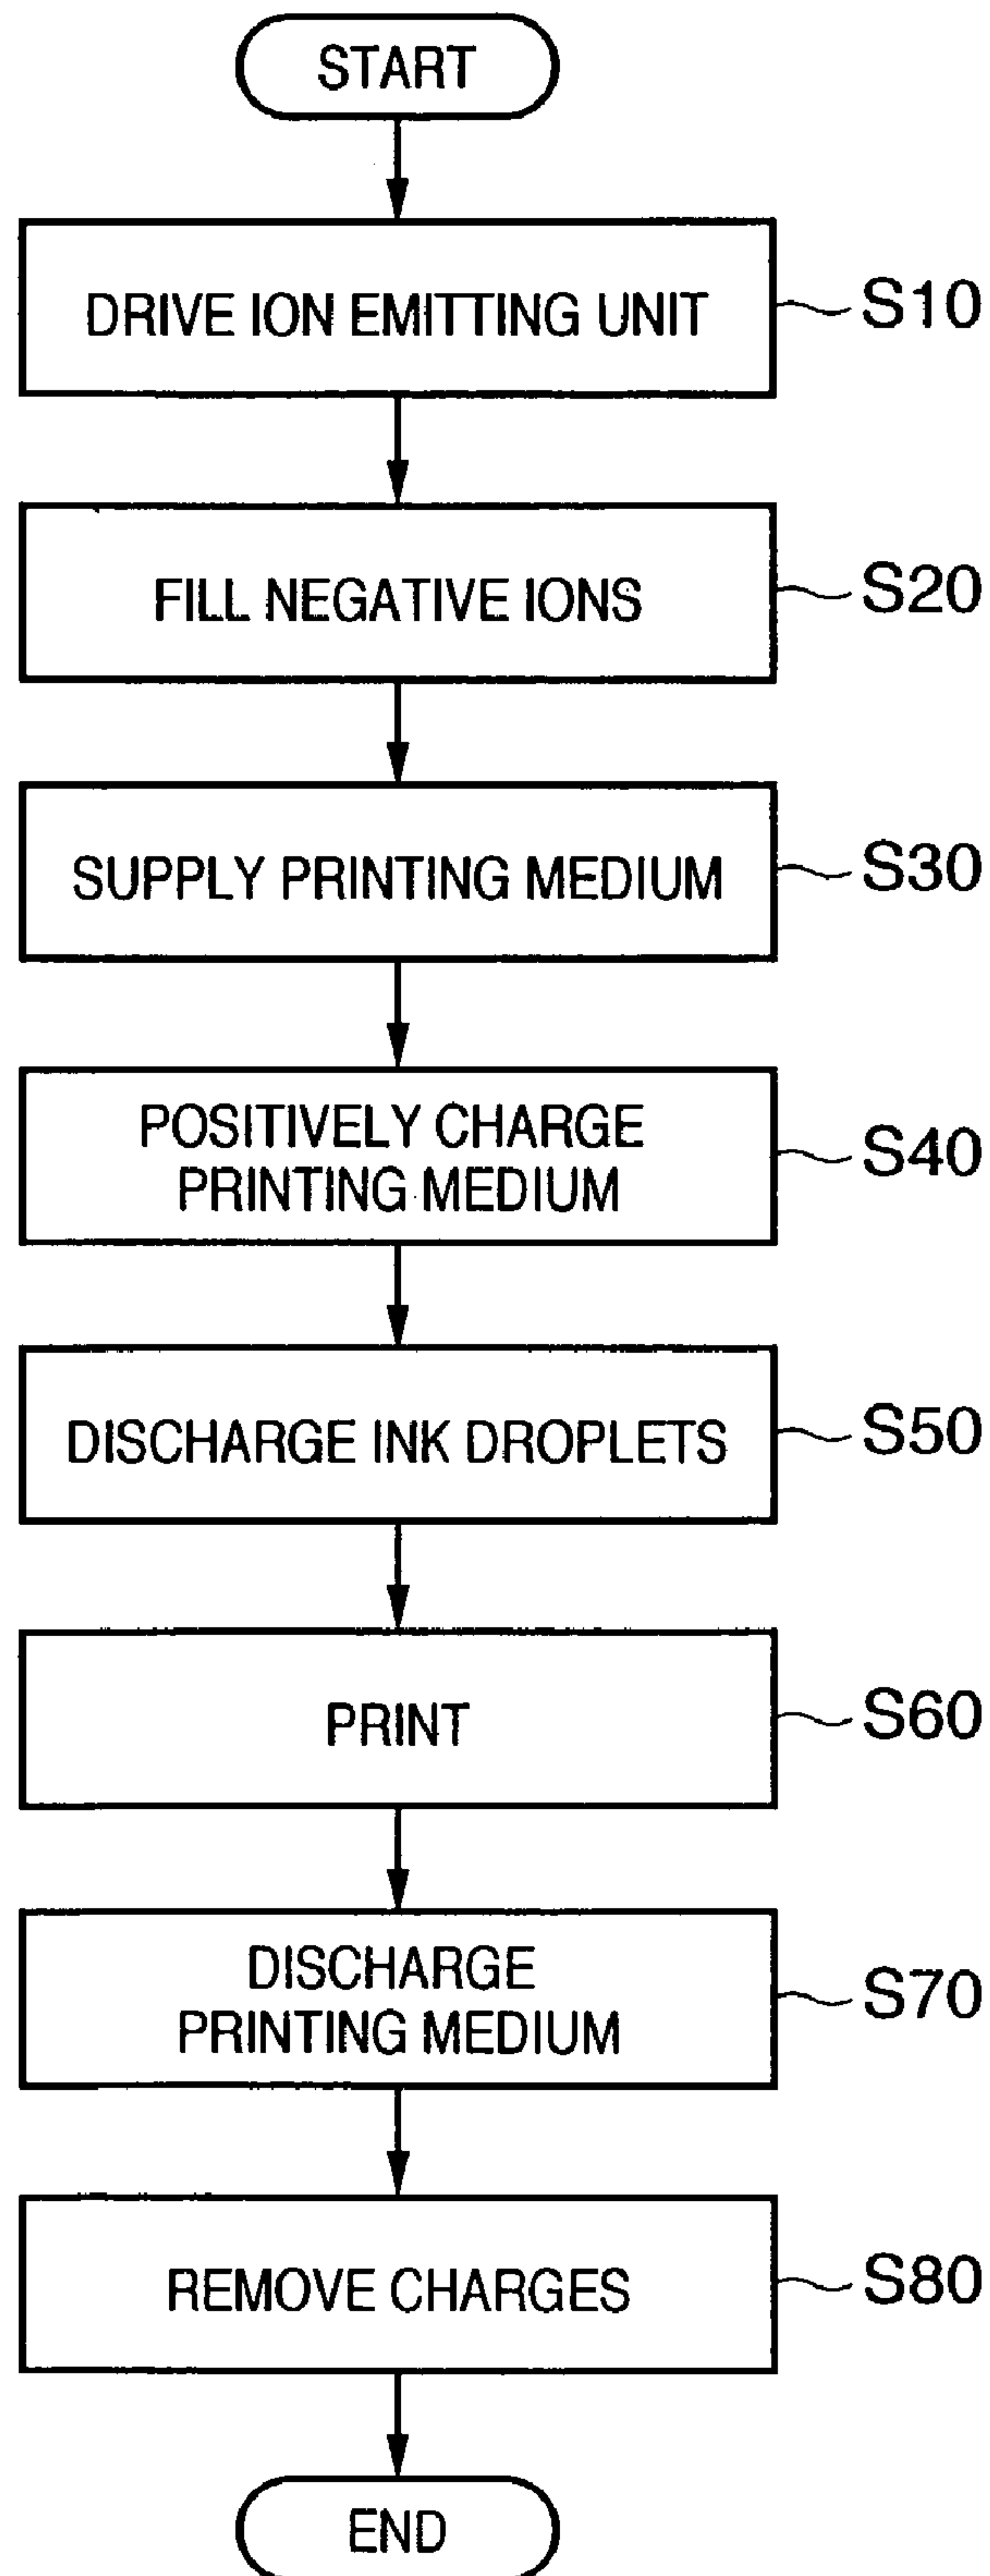 START
DRIVE ION EMITTING UNIT
S10
FILL NEGATIVE IONS
S20
SUPPLY PRINTING MEDIUM
S30
POSITIVELY CHARGE
PRINTING MEDIUM
S40
DISCHARGE INK DROPLETS
S50
PRINT
S60
DISCHARGE
PRINTING MEDIUM
S70
REMOVE CHARGES
S80
END